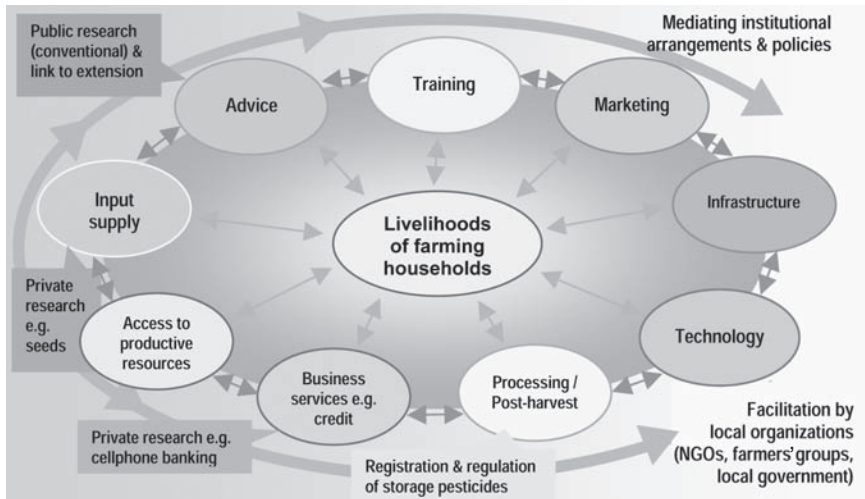 Public research
(conventional) &
link to extension
Mediating institutional
arrangements & policies
Advice
Training
Marketing
Input
supply
Infrastructure
Livelihoods
of farming
households
Private
research
e.g.
seeds
Access to
productive
resources
Technology
Business
services e.g.
credit
Processing /
Post-harvest
Private research e.g.
cellphone banking
Registration & regulation
of storage pesticides
Facilitation by
local organizations
(NGOs, farmers' groups,
local government)